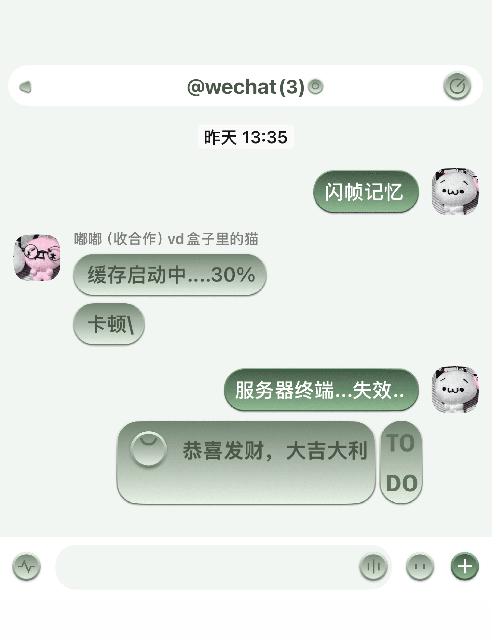 @wechat(3)
昨天 13:35
闪帧记忆
嘟嘟（收合作）vd 盒子里的猫
缓存启动中....30%
卡顿\
服务器终端...失效..
恭喜发财，大吉大利
TO
DO